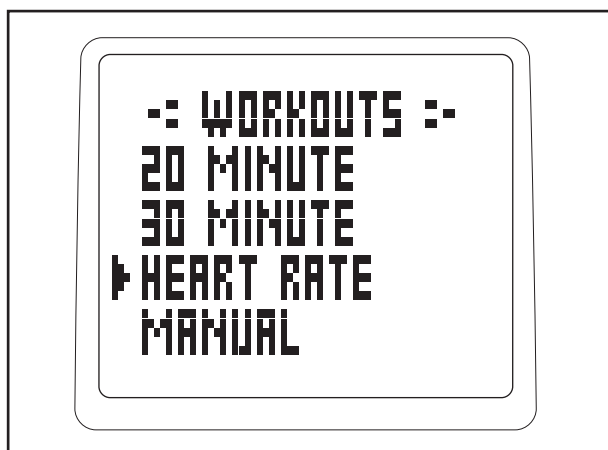 -: WORKOUTS :-
20 MINUTE
30 MINUTE
HEART RATE
MANUAL